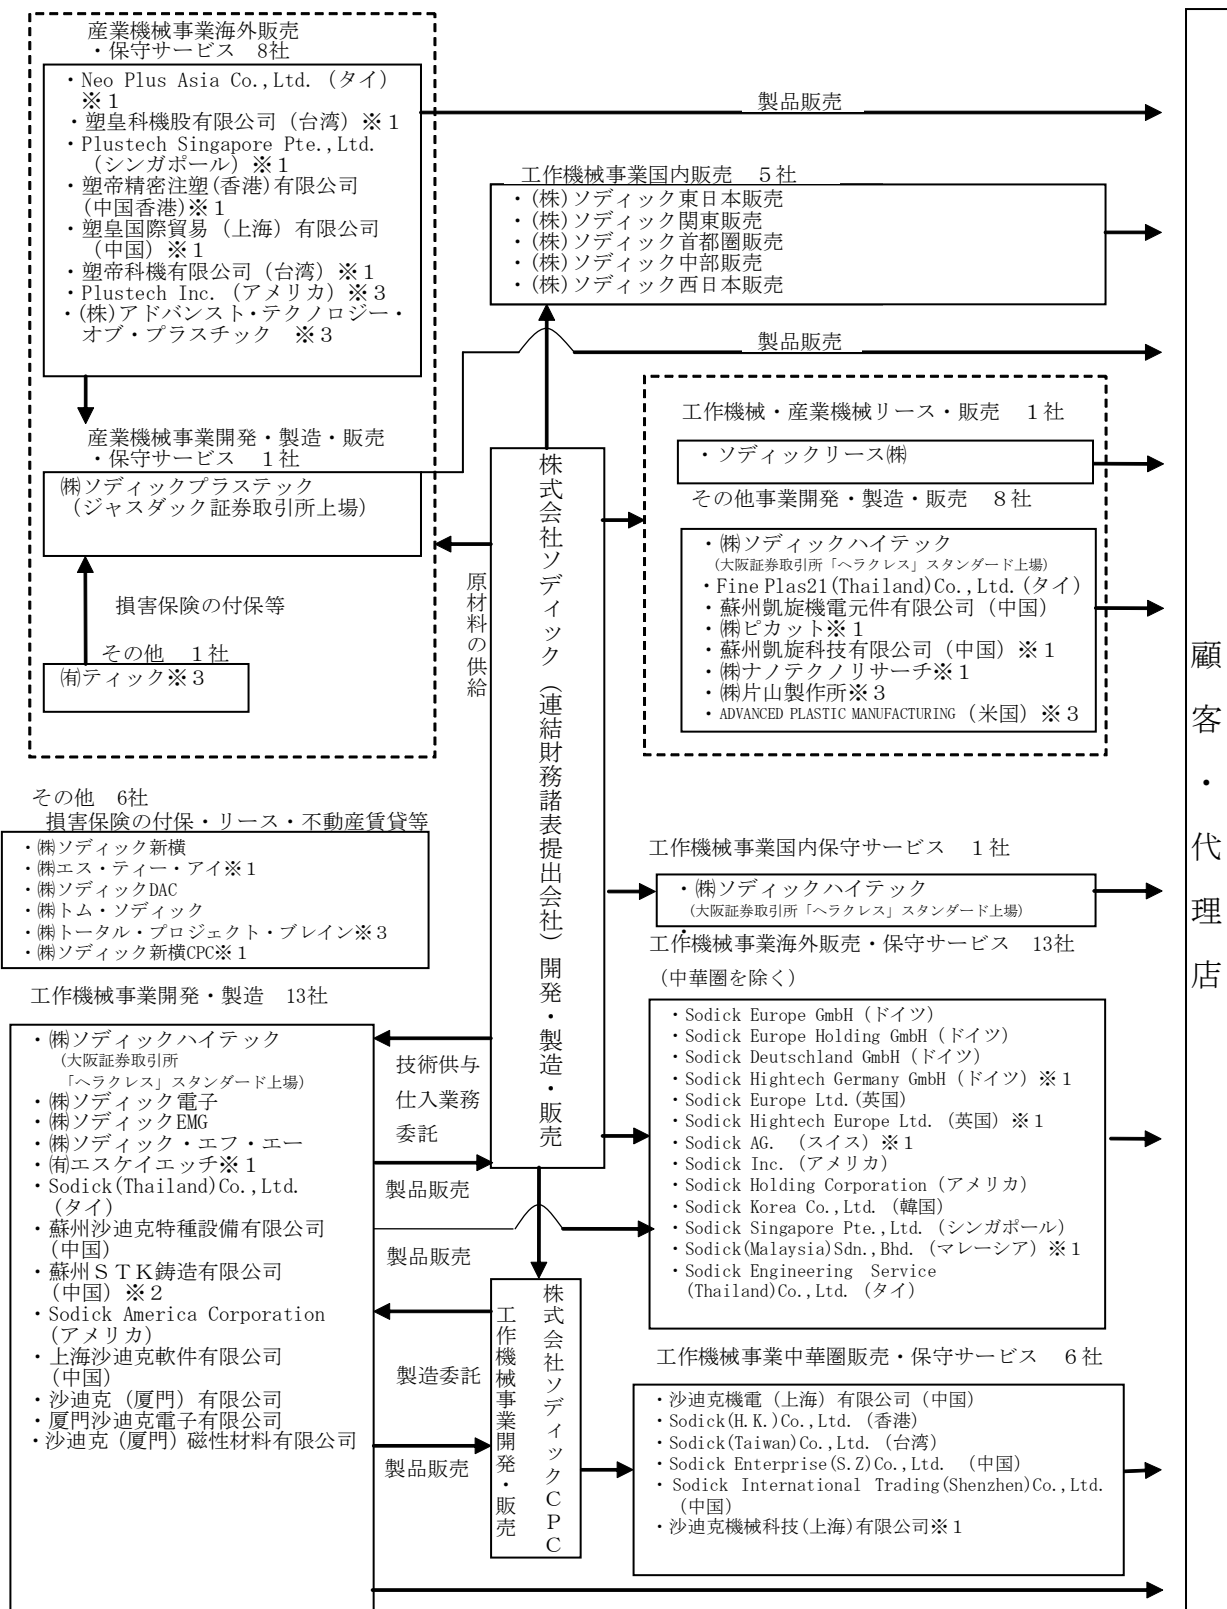 産業機械事業海外販売
・保守サービス　8社
・Neo Plus Asia Co.,Ltd.（タイ）
※１
・塑皇科機股有限公司（台湾）※１
・Plustech Singapore Pte.,Ltd.
（シンガポール）※１
・塑帝精密注塑(香港)有限公司
(中国香港)※１
・塑皇国際貿易（上海）有限公司
（中国）※１
・塑帝科機有限公司（台湾）※１
・Plustech Inc.（アメリカ）※３
・(株)アドバンスト・テクノロジー・
オブ・プラスチック　※３
製品販売
工作機械事業国内販売　５社
・(株)ソディック東日本販売
・(株)ソディック関東販売
・(株)ソディック首都圏販売
・(株)ソディック中部販売
・(株)ソディック西日本販売
製品販売
産業機械事業開発・製造・販売
・保守サービス　１社
㈱ソディックプラステック
（ジャスダック証券取引所上場）
損害保険の付保等
その他　１社
㈲ティック※３
原材料の供給
株式会社ソディック（連結財務諸表提出会社）開発・製造・販売
工作機械・産業機械リース・販売　１社
・ソディックリース㈱
その他事業開発・製造・販売　８社
・㈱ソディックハイテック
(大阪証券取引所「ヘラクレス」スタンダード上場)
・Fine Plas21(Thailand)Co.,Ltd.(タイ)
・蘇州凱旋機電元件有限公司（中国）
・㈱ピカット※１
・蘇州凱旋科技有限公司（中国）※１
・㈱ナノテクノリサーチ※１
・㈱片山製作所※３
・ADVANCED PLASTIC MANUFACTURING（米国）※３
顧客・代理店
その他　6社
損害保険の付保・リース・不動産賃貸等
・㈱ソディック新横
・㈱エス・ティー・アイ※１
・㈱ソディックDAC
・㈱トム・ソディック
・㈱トータル・プロジェクト・ブレイン※３
・㈱ソディック新横CPC※１
工作機械事業国内保守サービス　１社
・㈱ソディックハイテック
(大阪証券取引所「ヘラクレス」スタンダード上場)
工作機械事業海外販売・保守サービス　13社
(中華圏を除く)
・Sodick Europe GmbH（ドイツ）
・Sodick Europe Holding GmbH（ドイツ）
・Sodick Deutschland GmbH（ドイツ）
・Sodick Hightech Germany GmbH（ドイツ）※１
・Sodick Europe Ltd.(英国)
・Sodick Hightech Europe Ltd.（英国）※１
・Sodick AG.　（スイス）※１
・Sodick Inc.（アメリカ）
・Sodick Holding Corporation（アメリカ）
・Sodick Korea Co.,Ltd.（韓国）
・Sodick Singapore Pte.,Ltd.（シンガポール）
・Sodick(Malaysia)Sdn.,Bhd.（マレーシア）※１
・Sodick Engineering Service
(Thailand)Co.,Ltd.（タイ）
工作機械事業開発・製造　13社
・㈱ソディックハイテック
(大阪証券取引所
「ヘラクレス」スタンダード上場)
・㈱ソディック電子
・㈱ソディックEMG
・㈱ソディック・エフ・エー
・㈲エスケイエッチ※１
・Sodick(Thailand)Co.,Ltd.
（タイ）
・蘇州沙迪克特種設備有限公司
（中国）
・蘇州ＳＴＫ鋳造有限公司
（中国）※２
・Sodick America Corporation
（アメリカ）
・上海沙迪克軟件有限公司
（中国）
・沙迪克（厦門）有限公司
・厦門沙迪克電子有限公司
・沙迪克（厦門）磁性材料有限公司
技術供与
仕入業務
委託
製品販売
製品販売
製造委託
製品販売
株式会社ソディックＣＰＣ
工作機械事業開発・販売
工作機械事業中華圏販売・保守サービス　６社
・沙迪克機電（上海）有限公司（中国）
・Sodick(H.K.)Co.,Ltd.（香港）
・Sodick(Taiwan)Co.,Ltd.（台湾）
・Sodick Enterprise(S.Z)Co.,Ltd.　（中国）
・Sodick International Trading(Shenzhen)Co.,Ltd.
（中国）
・沙迪克機械科技(上海)有限公司※１